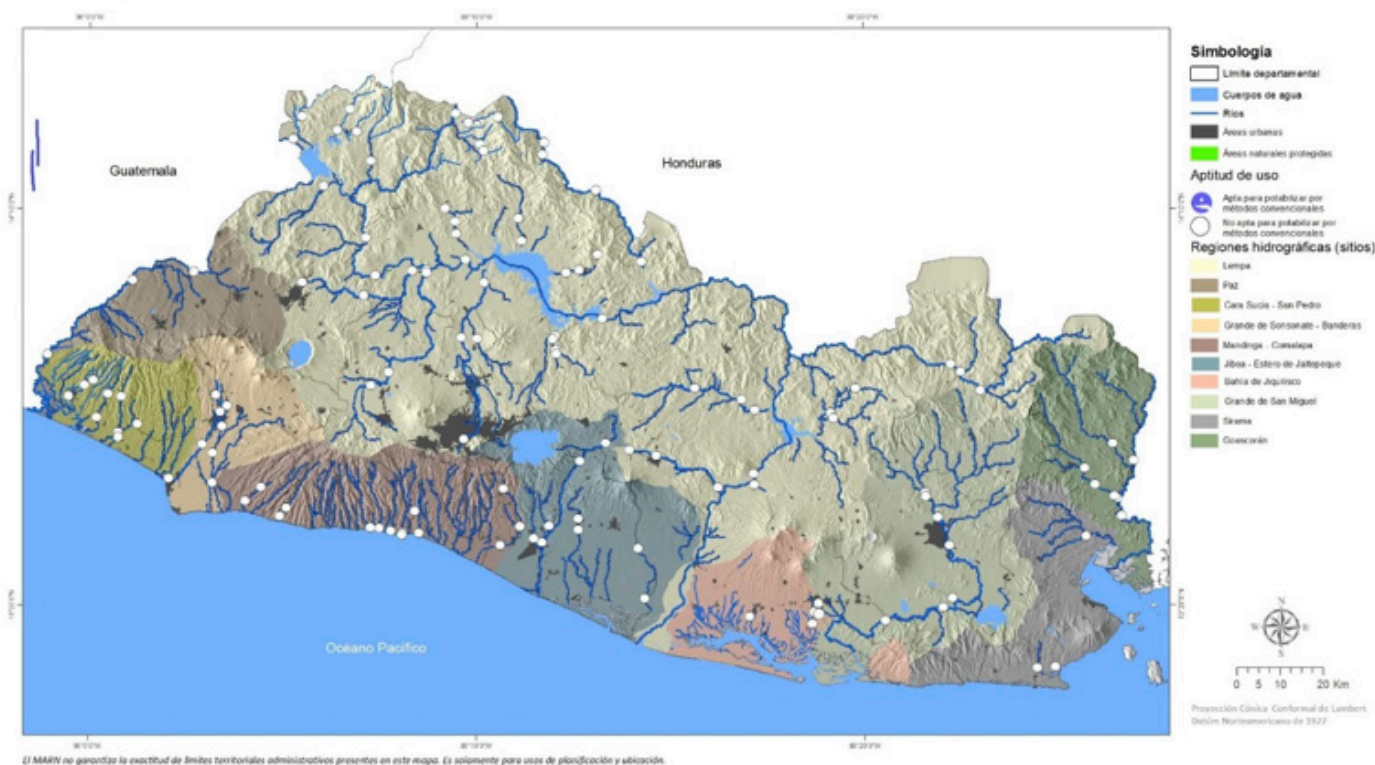 Guatemala
Honduras
Océano Pacífico
Simbología
Límite departamental
Cuerpos de agua
Ríos
Áreas urbanas
Áreas naturales protegidas
Aptitud de uso
Apta para potabilizar por
métodos convencionales
No apta para potabilizar por
métodos convencionales
Regiones hidrográficas (sitios)
Lempa
Paz
Cara Sucia - San Pedro
Grande de Sonsonate - Banderas
Mandinga - Comalapa
Jiboa - Estero de Jaltepeque
Bahía de Jiquilisco
Grande de San Miguel
Sirama
Goascorán
N
W
E
S
0 5 10 20 Km
Proyección Cónica Conformal de Lambert
Datúm Norteamericano de 1927
El MARN no garantiza la exactitud de límites territoriales administrativos presentes en este mapa. Es solamente para usos de planificación y ubicación.